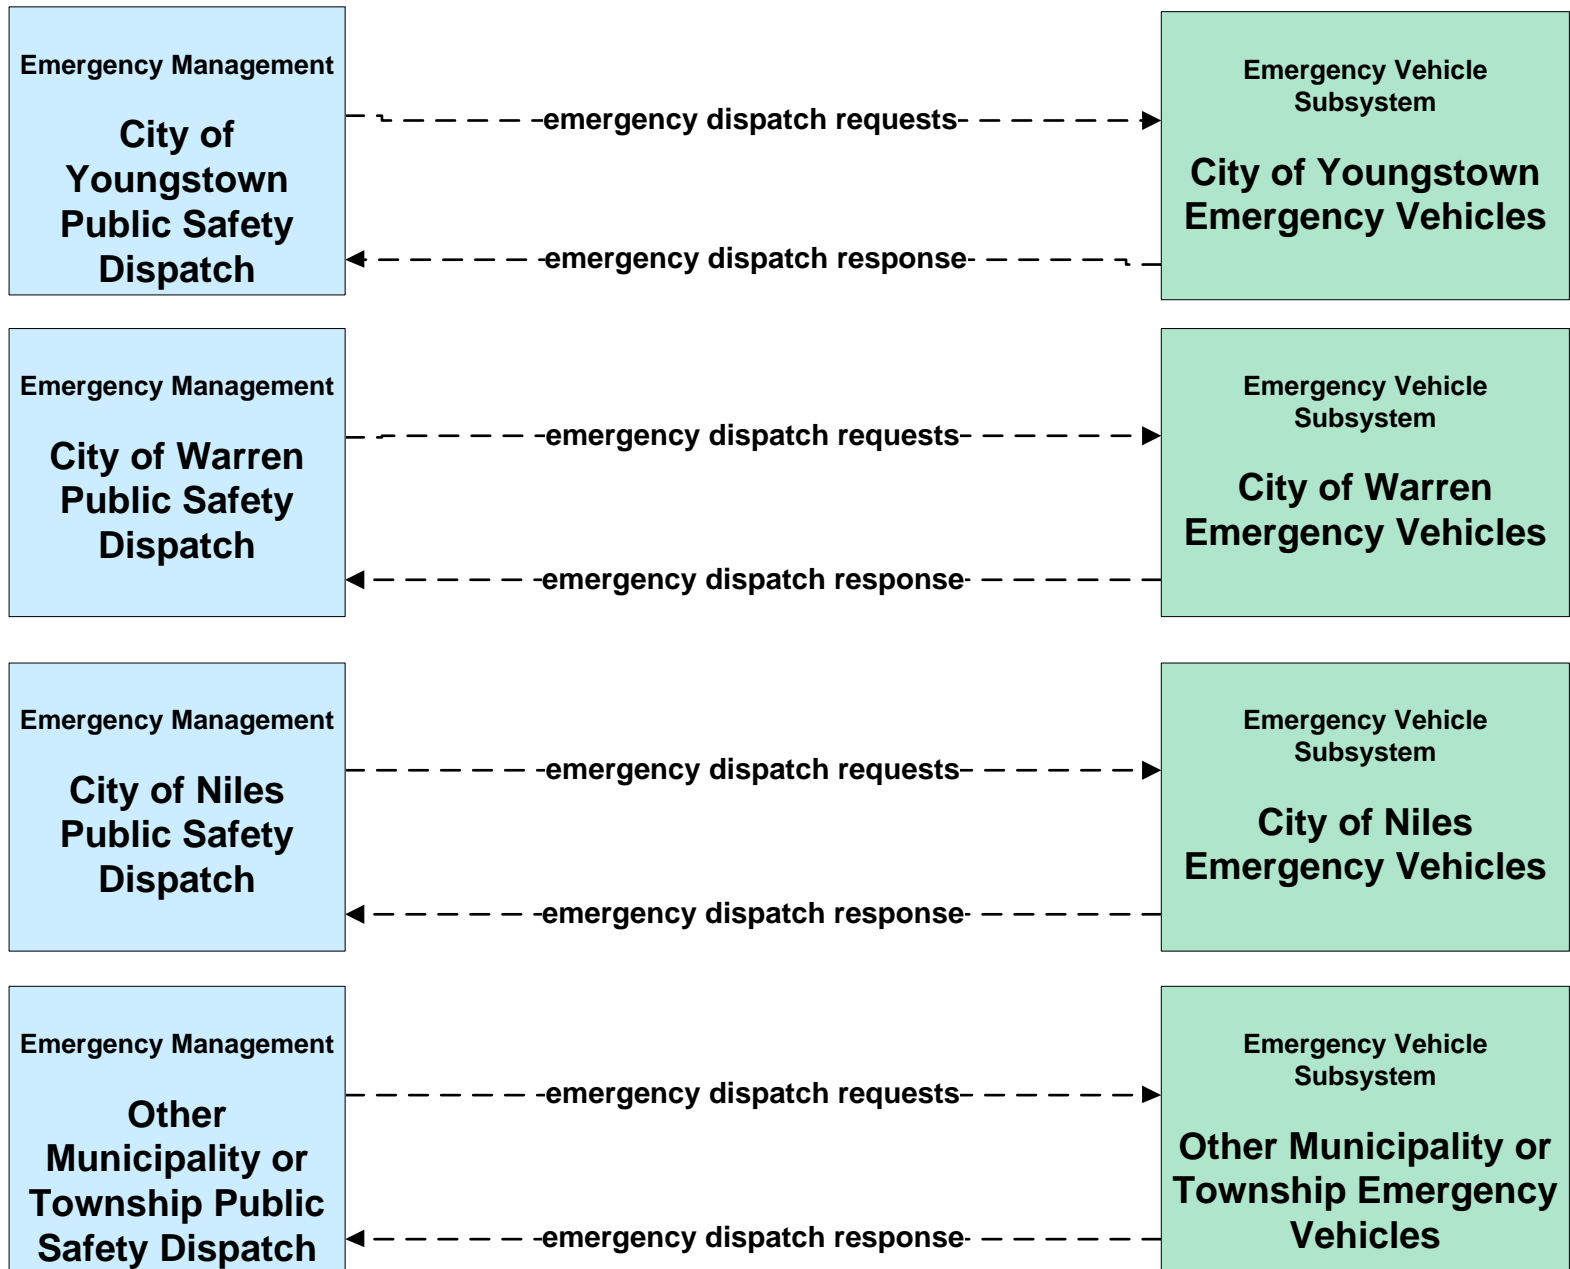 Emergency Management
City of
Youngstown
Public Safety
Dispatch
emergency dispatch requests
emergency dispatch response
Emergency Vehicle
Subsystem
City of Youngstown
Emergency Vehicles
Emergency Management
City of Warren
Public Safety
Dispatch
emergency dispatch requests
emergency dispatch response
Emergency Vehicle
Subsystem
City of Warren
Emergency Vehicles
Emergency Management
City of Niles
Public Safety
Dispatch
emergency dispatch requests
emergency dispatch response
Emergency Vehicle
Subsystem
City of Niles
Emergency Vehicles
Emergency Management
Other
Municipality or
Township Public
Safety Dispatch
emergency dispatch requests
emergency dispatch response
Emergency Vehicle
Subsystem
Other Municipality or
Township Emergency
Vehicles